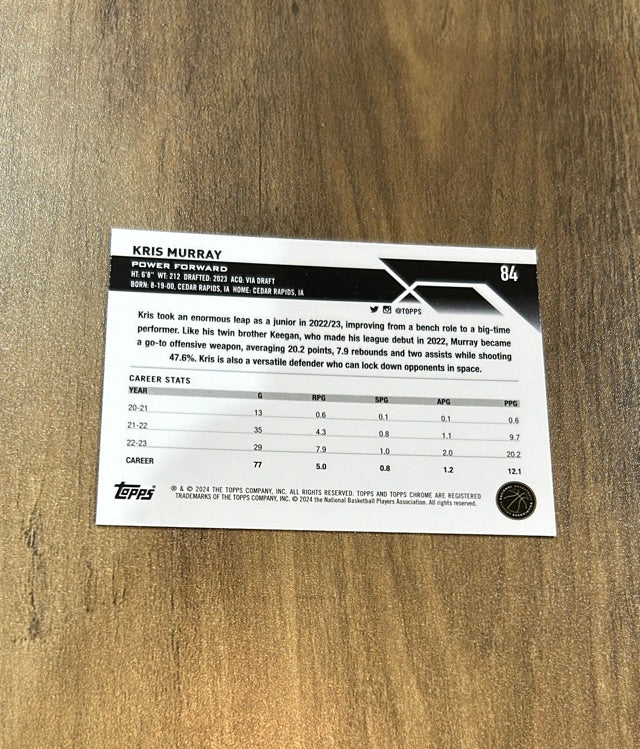 KRIS MURRAY
84
POWER FORWARD
HT: 6'8" WT: 212 DRAFTED: 2023 ACQ: VIA DRAFT
BORN: 8-19-00, CEDAR RAPIDS, IA HOME: CEDAR RAPIDS, IA
@TOPPS
Kris took an enormous leap as a junior in 2022/23, improving from a bench role to a big-time
performer. Like his twin brother Keegan, who made his league debut in 2022, Murray became
a go-to offensive weapon, averaging 20.2 points, 7.9 rebounds and two assists while shooting
47.6%. Kris is also a versatile defender who can lock down opponents in space.
CAREER STATS
YEAR G RPG SPG APG PPG
20-21 13 0.6 0.1 0.1 0.6
21-22 35 4.3 0.8 1.1 9.7
22-23 29 7.9 1.0 2.0 20.2
CAREER 77 5.0 0.8 1.2 12.1
Topps
® & © 2024 THE TOPPS COMPANY, INC. ALL RIGHTS RESERVED. TOPPS AND TOPPS CHROME ARE REGISTERED
TRADEMARKS OF THE TOPPS COMPANY, INC. © 2024 the National Basketball Players Association. All rights reserved.